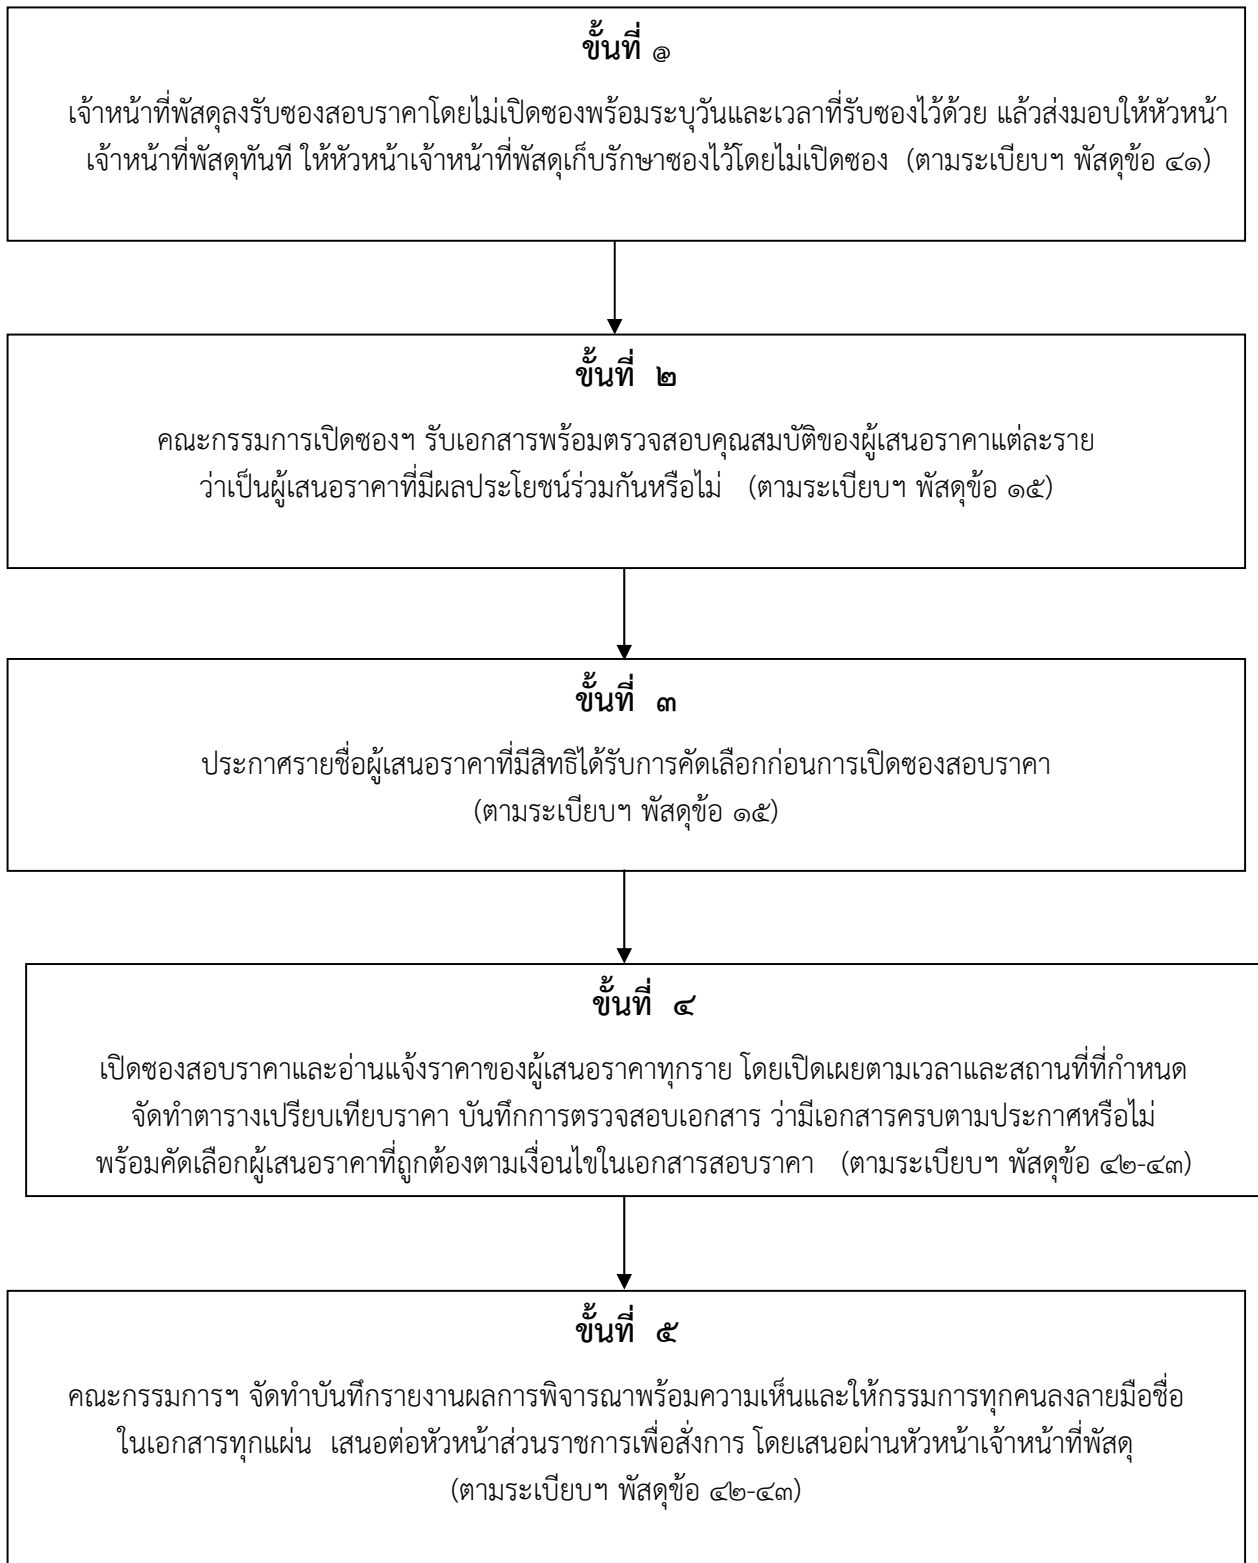 ขั้นที่ ๑
เจ้าหน้าที่พัสดุลงรับซองสอบราคาโดยไม่เปิดซองพร้อมระบุวันและเวลาที่รับซองไว้ด้วย แล้วส่งมอบให้หัวหน้า
เจ้าหน้าที่พัสดุทันที ให้หัวหน้าเจ้าหน้าที่พัสดุเก็บรักษาซองไว้โดยไม่เปิดซอง (ตามระเบียบฯ พัสดุข้อ ๔๑)
ขั้นที่ ๒
คณะกรรมการเปิดซองฯ รับเอกสารพร้อมตรวจสอบคุณสมบัติของผู้เสนอราคาแต่ละราย
ว่าเป็นผู้เสนอราคาที่มีผลประโยชน์ร่วมกันหรือไม่ (ตามระเบียบฯ พัสดุข้อ ๑๕)
ขั้นที่ ๓
ประกาศรายชื่อผู้เสนอราคาที่มีสิทธิได้รับการคัดเลือกก่อนการเปิดซองสอบราคา
(ตามระเบียบฯ พัสดุข้อ ๑๕)
ขั้นที่ ๔
เปิดซองสอบราคาและอ่านแจ้งราคาของผู้เสนอราคาทุกราย โดยเปิดเผยตามเวลาและสถานที่ที่กำหนด
จัดทำตารางเปรียบเทียบราคา บันทึกการตรวจสอบเอกสาร ว่ามีเอกสารครบตามประกาศหรือไม่
พร้อมคัดเลือกผู้เสนอราคาที่ถูกต้องตามเงื่อนไขในเอกสารสอบราคา (ตามระเบียบฯ พัสดุข้อ ๔๒-๔๓)
ขั้นที่ ๕
คณะกรรมการฯ จัดทำบันทึกรายงานผลการพิจารณาพร้อมความเห็นและให้กรรมการทุกคนลงลายมือชื่อ
ในเอกสารทุกแผ่น เสนอต่อหัวหน้าส่วนราชการเพื่อสั่งการ โดยเสนอผ่านหัวหน้าเจ้าหน้าที่พัสดุ
(ตามระเบียบฯ พัสดุข้อ ๔๒-๔๓)